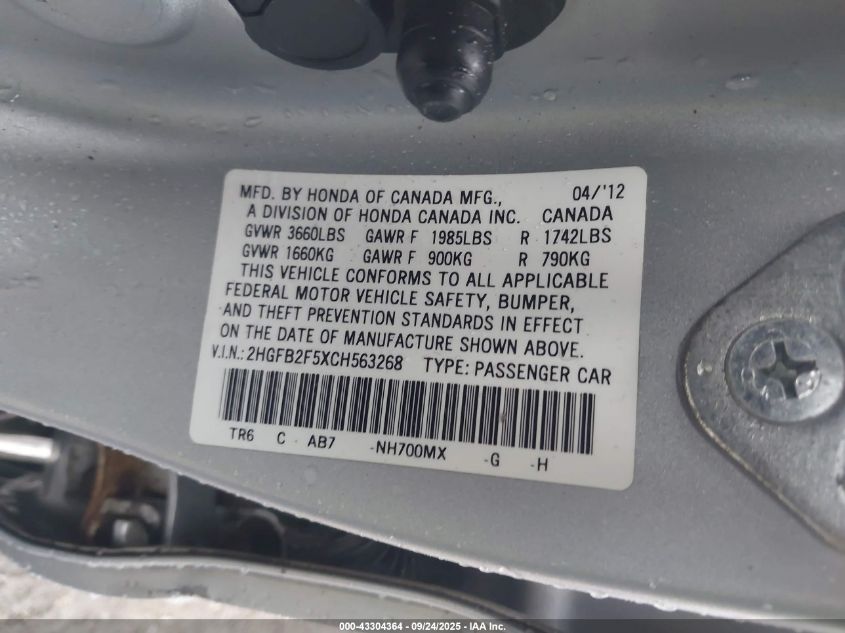 MFD. BY HONDA OF CANADA MFG., 04/'12
A DIVISION OF HONDA CANADA INC. CANADA
GVWR 3660LBS GAWR F 1985LBS R 1742LBS
GVWR 1660KG GAWR F 900KG R 790KG
THIS VEHICLE CONFORMS TO ALL APPLICABLE
FEDERAL MOTOR VEHICLE SAFETY, BUMPER,
AND THEFT PREVENTION STANDARDS IN EFFECT
ON THE DATE OF MANUFACTURE SHOWN ABOVE.
V.I.N.: 2HGFB2F5XCH563268 TYPE: PASSENGER CAR
TR6 C - AB7 -NH700MX -G -H
000-43304364 - 09/24/2025 - IAA Inc.